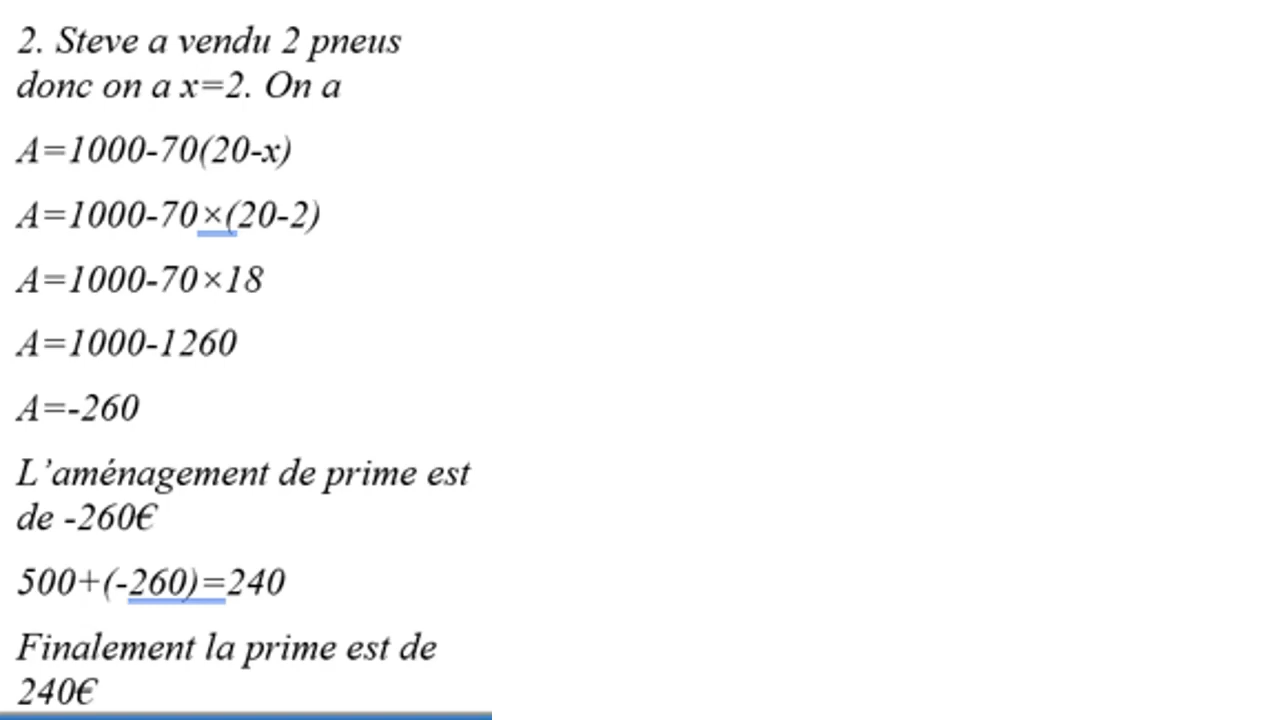 2. Steve a vendu 2 pneus
donc on a x=2. On a
A=1000-70(20-x)
A=1000-70×(20-2)
A=1000-70×18
A=1000-1260
A=-260
L’aménagement de prime est
de -260€
500+(-260)=240
Finalement la prime est de
240€